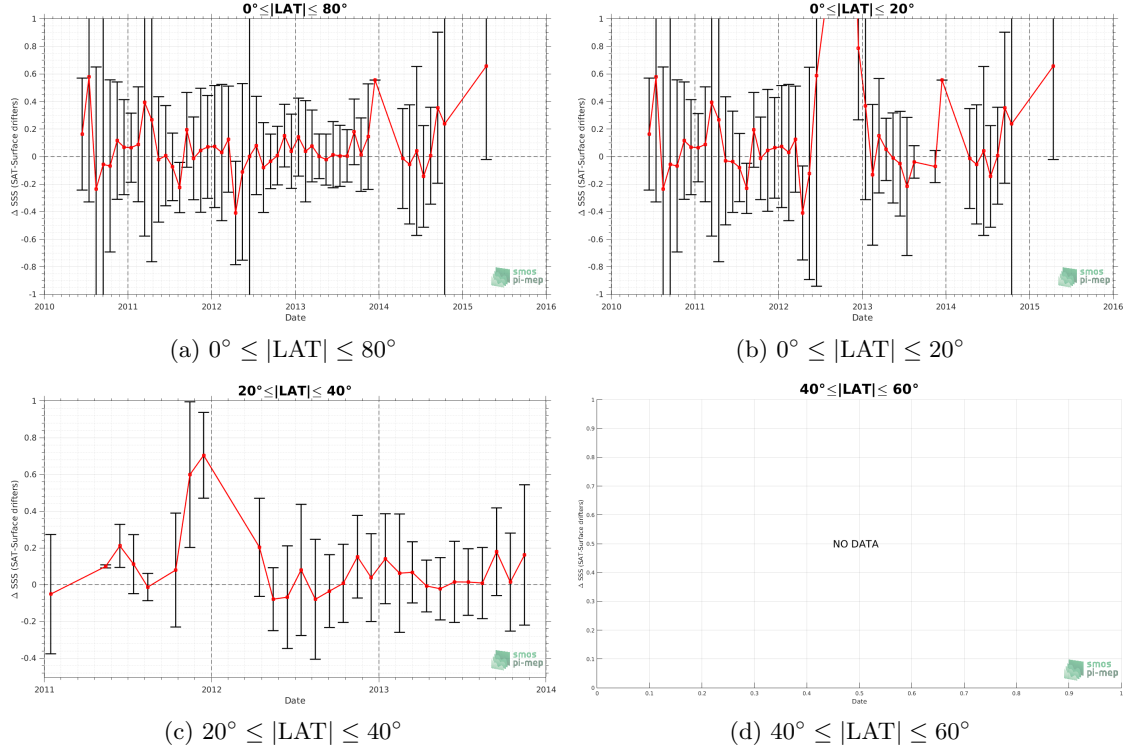 0°≤|LAT|≤ 80°
Δ SSS (SAT-Surface drifters)
1
0.8
0.6
0.4
0.2
0
-0.2
-0.4
-0.6
-0.8
-1
2010
2011
2012
2013
2014
2015
2016
Date
smos
pi-mep
(a) 0° ≤ |LAT| ≤ 80°
0°≤|LAT|≤ 20°
Δ SSS (SAT-Surface drifters)
1
0.8
0.6
0.4
0.2
0
-0.2
-0.4
-0.6
-0.8
-1
2010
2011
2012
2013
2014
2015
2016
Date
smos
pi-mep
(b) 0° ≤ |LAT| ≤ 20°
20°≤|LAT|≤ 40°
Δ SSS (SAT-Surface drifters)
1
0.8
0.6
0.4
0.2
0
-0.2
-0.4
2011
2012
2013
2014
Date
smos
pi-mep
(c) 20° ≤ |LAT| ≤ 40°
40°≤|LAT|≤ 60°
Δ SSS (SAT-Surface drifters)
1
0.9
0.8
0.7
0.6
0.5
0.4
0.3
0.2
0.1
0
NO DATA
0
0.1
0.2
0.3
0.4
0.5
0.6
0.7
0.8
0.9
1
Date
smos
pi-mep
(d) 40° ≤ |LAT| ≤ 60°